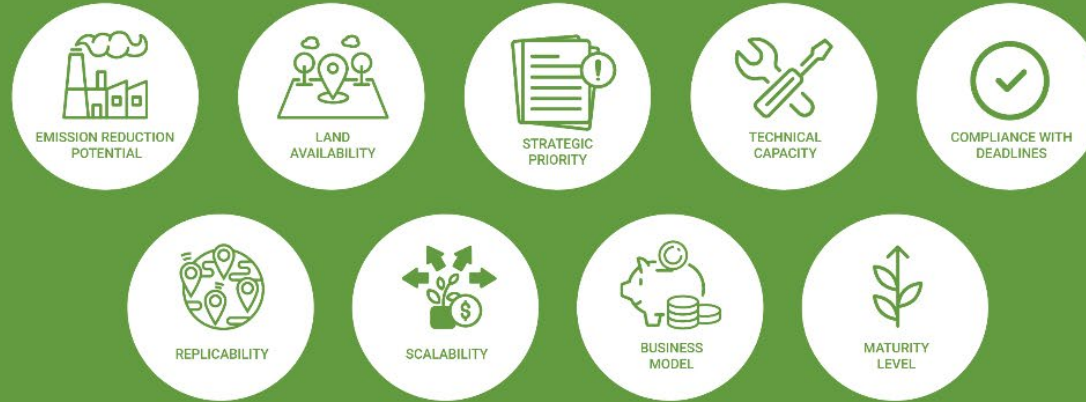 EMISSION REDUCTION
POTENTIAL
LAND
AVAILABILITY
STRATEGIC
PRIORITY
TECHNICAL
CAPACITY
COMPLIANCE WITH
DEADLINES
REPLICABILITY
SCALABILITY
BUSINESS
MODEL
MATURITY
LEVEL